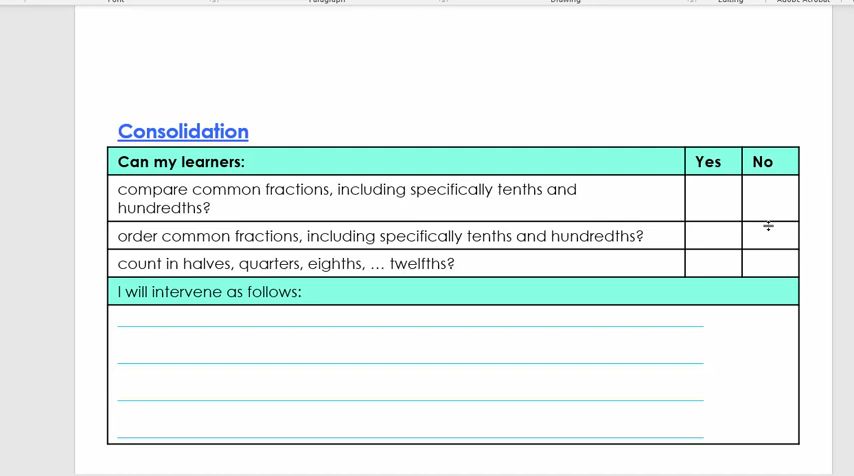 Consolidation
Can my learners: Yes No
compare common fractions, including specifically tenths and
hundredths?
order common fractions, including specifically tenths and hundredths?
count in halves, quarters, eighths, … twelfths?
I will intervene as follows: